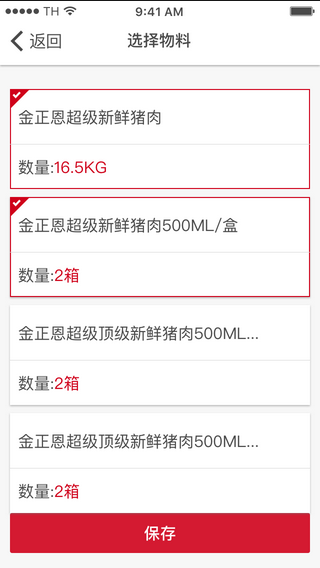 TH 9:41 AM
返回 选择物料
金正恩超级新鲜猪肉
数量:16.5KG
金正恩超级新鲜猪肉500ML/盒
数量:2箱
金正恩超级顶级新鲜猪肉500ML...
数量:2箱
金正恩超级顶级新鲜猪肉500ML...
数量:2箱
保存